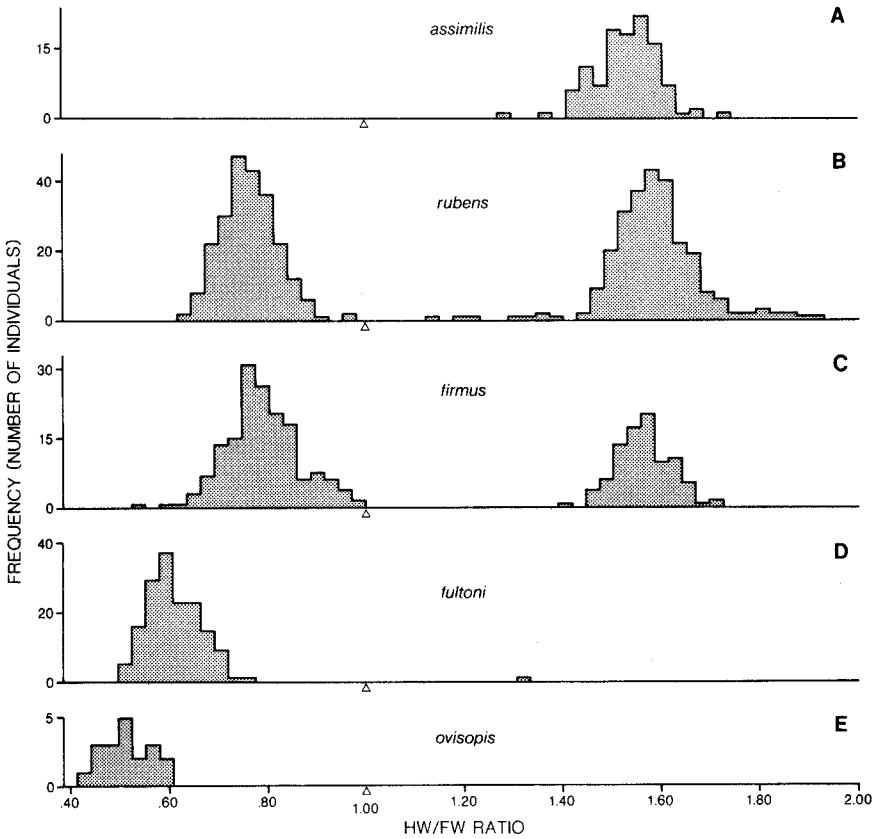 A
assimilis
15
0
B
rubens
40
20
0
C
firmus
30
15
0
D
fultoni
40
20
0
E
ovisopis
5
0
.40 .60 .80 1.00 1.20 1.40 1.60 1.80 2.00
HW/FW RATIO
FREQUENCY (NUMBER OF INDIVIDUALS)